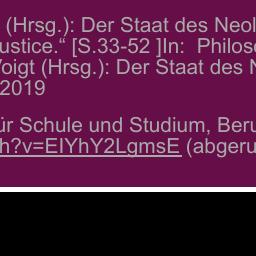 (Hrsg.): Der Staat des Neol
ustice.“ [S.33-52 ]In: Philoso
oigt (Hrsg.): Der Staat des N
2019
ür Schule und Studium, Beru
h?v=EIYhY2LgmsE (abgeru